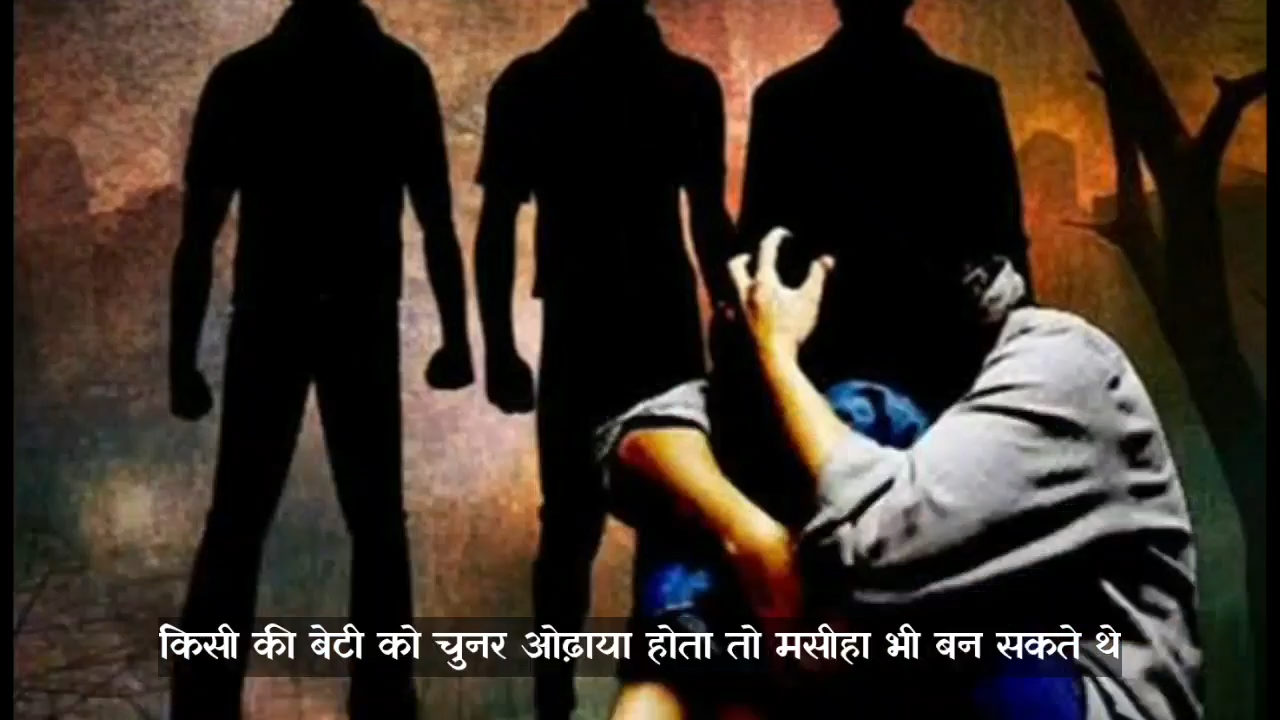 किसी की बेटी को चुनर ओढ़ाया होता तो मसीहा भी बन सकते थे